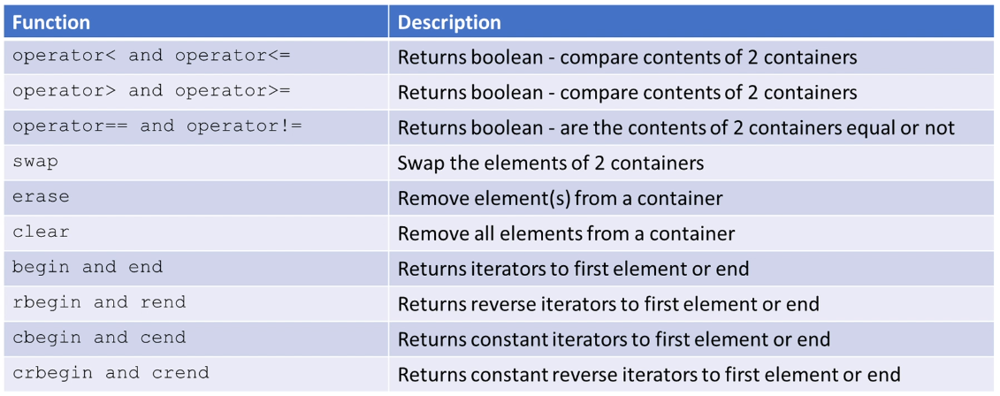 Function Description
operator< and operator<= Returns boolean - compare contents of 2 containers
operator> and operator>= Returns boolean - compare contents of 2 containers
operator== and operator!= Returns boolean - are the contents of 2 containers equal or not
swap Swap the elements of 2 containers
erase Remove element(s) from a container
clear Remove all elements from a container
begin and end Returns iterators to first element or end
rbegin and rend Returns reverse iterators to first element or end
cbegin and cend Returns constant iterators to first element or end
crbegin and crend Returns constant reverse iterators to first element or end